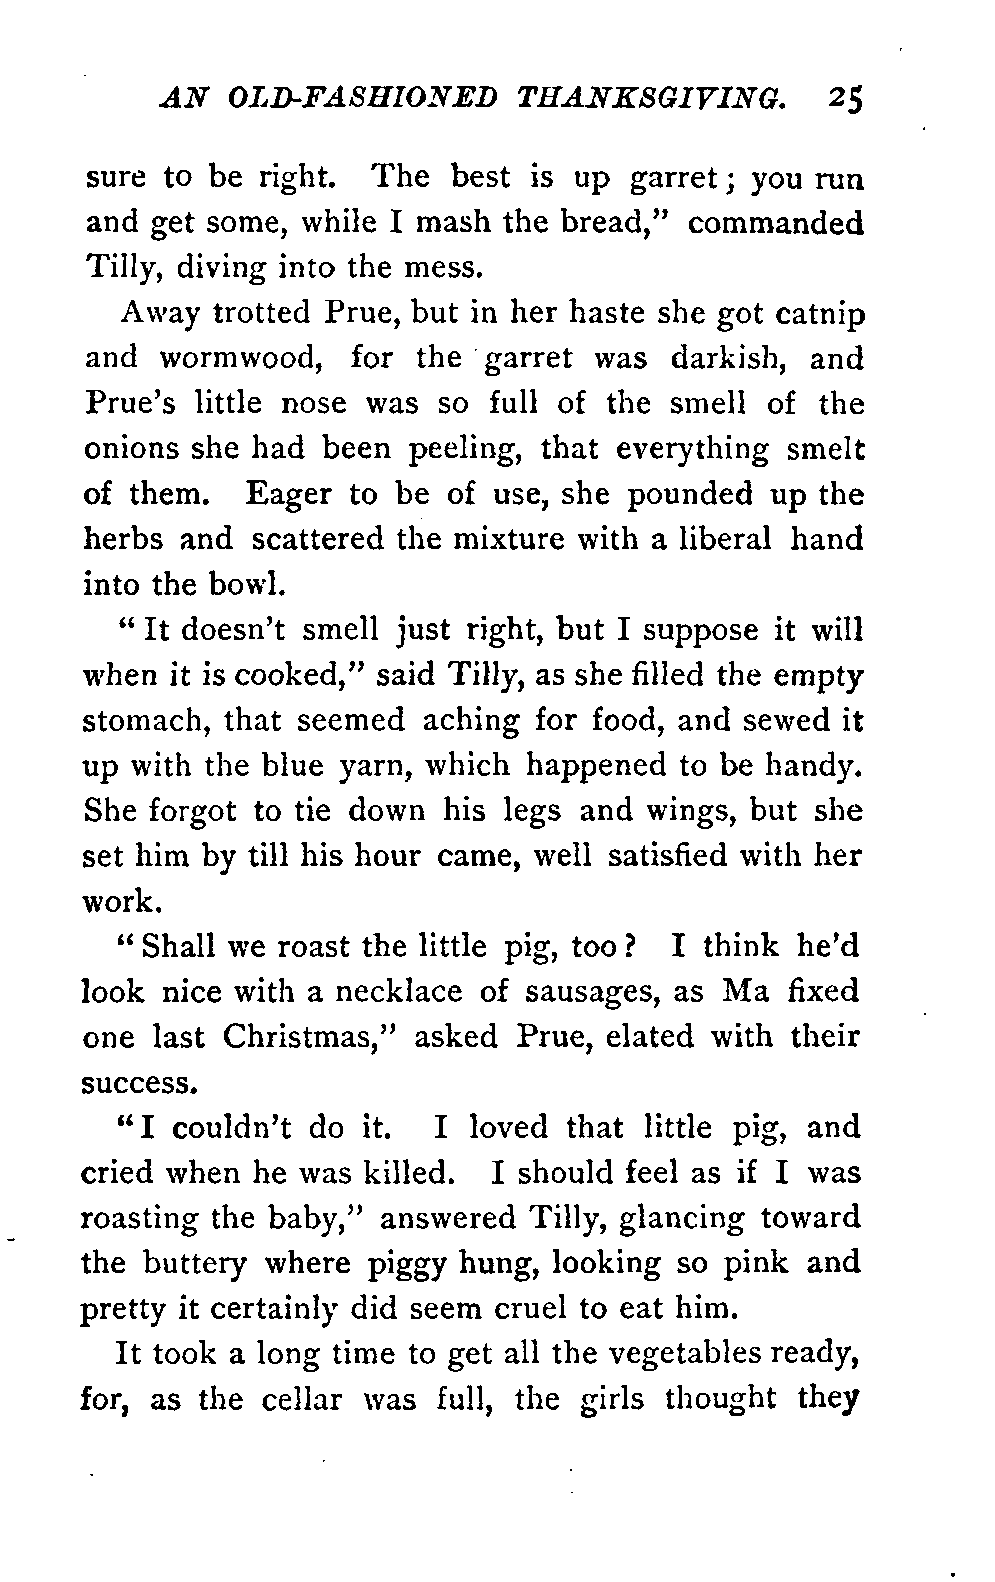 AN OLD-FASHIONED THANKSGIVING. 25
sure to be right. The best is up garret; you run
and get some, while I mash the bread,” commanded
Tilly, diving into the mess.
Away trotted Prue, but in her haste she got catnip
and wormwood, for the garret was darkish, and
Prue’s little nose was so full of the smell of the
onions she had been peeling, that everything smelt
of them. Eager to be of use, she pounded up the
herbs and scattered the mixture with a liberal hand
into the bowl.
“It doesn’t smell just right, but I suppose it will
when it is cooked,” said Tilly, as she filled the empty
stomach, that seemed aching for food, and sewed it
up with the blue yarn, which happened to be handy.
She forgot to tie down his legs and wings, but she
set him by till his hour came, well satisfied with her
work.
“Shall we roast the little pig, too? I think he’d
look nice with a necklace of sausages, as Ma fixed
one last Christmas,” asked Prue, elated with their
success.
“I couldn’t do it. I loved that little pig, and
cried when he was killed. I should feel as if I was
roasting the baby,” answered Tilly, glancing toward
the buttery where piggy hung, looking so pink and
pretty it certainly did seem cruel to eat him.
It took a long time to get all the vegetables ready,
for, as the cellar was full, the girls thought they